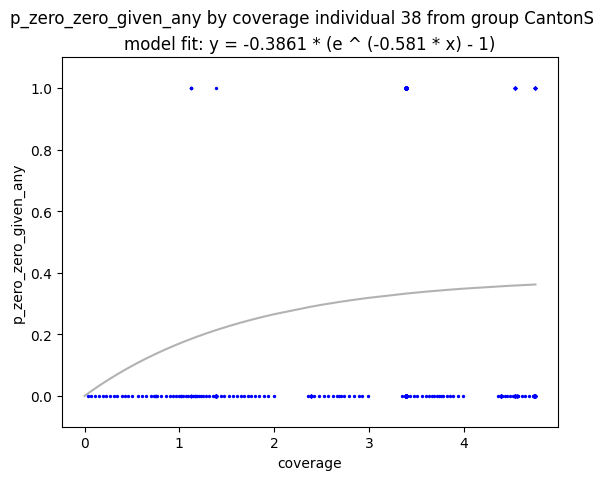 p_zero_zero_given_any by coverage individual 38 from group CantonS
model fit: y = -0.3861 * (e ^ (-0.581 * x) - 1)
p_zero_zero_given_any
1.0
0.8
0.6
0.4
0.2
0.0
0 1 2 3 4
coverage